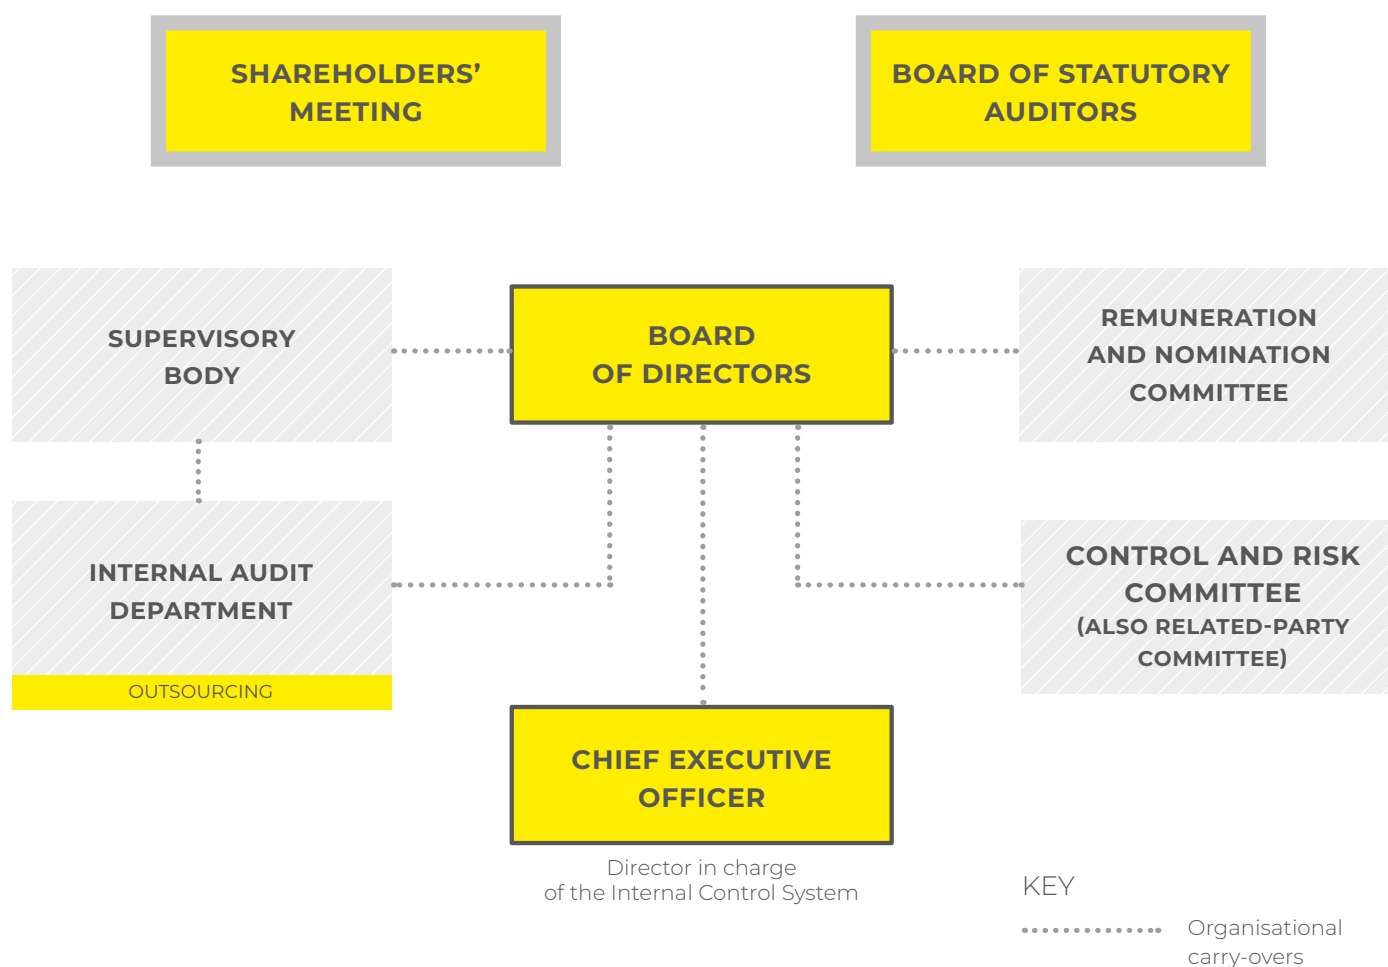 SHAREHOLDERS’
MEETING
BOARD OF STATUTORY
AUDITORS
SUPERVISORY
BODY
BOARD
OF DIRECTORS
REMUNERATION
AND NOMINATION
COMMITTEE
INTERNAL AUDIT
DEPARTMENT
OUTSOURCING
CONTROL AND RISK
COMMITTEE
(ALSO RELATED-PARTY
COMMITTEE)
CHIEF EXECUTIVE
OFFICER
Director in charge
of the Internal Control System
KEY
Organisational
carry-overs